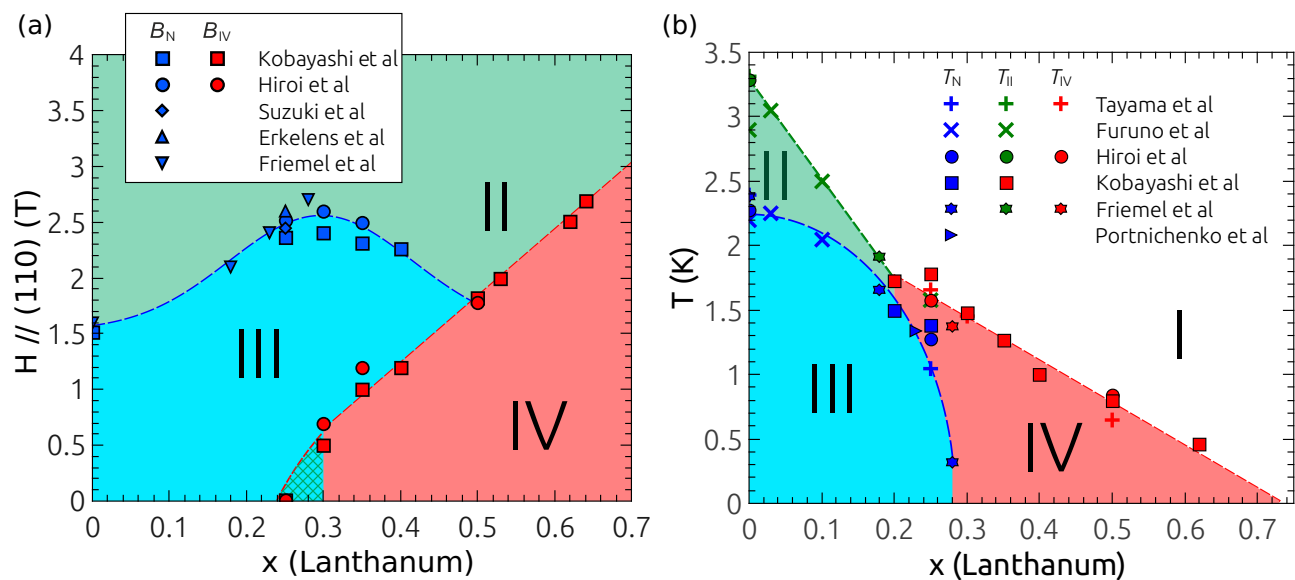 (a)
B_N B_IV
Kobayashi et al
Hiroi et al
Suzuki et al
Erkelens et al
Friemel et al
4
3.5
3
2.5
2
1.5
1
0.5
0
H // (110) (T)
II
III
IV
0 0.1 0.2 0.3 0.4 0.5 0.6 0.7
x (Lanthanum)
(b)
T_N T_II T_IV
Tayama et al
Furuno et al
Hiroi et al
Kobayashi et al
Friemel et al
Portnichenko et al
3.5
3
2.5
2
1.5
1
0.5
0
T (K)
II
I
III
IV
0 0.1 0.2 0.3 0.4 0.5 0.6 0.7
x (Lanthanum)